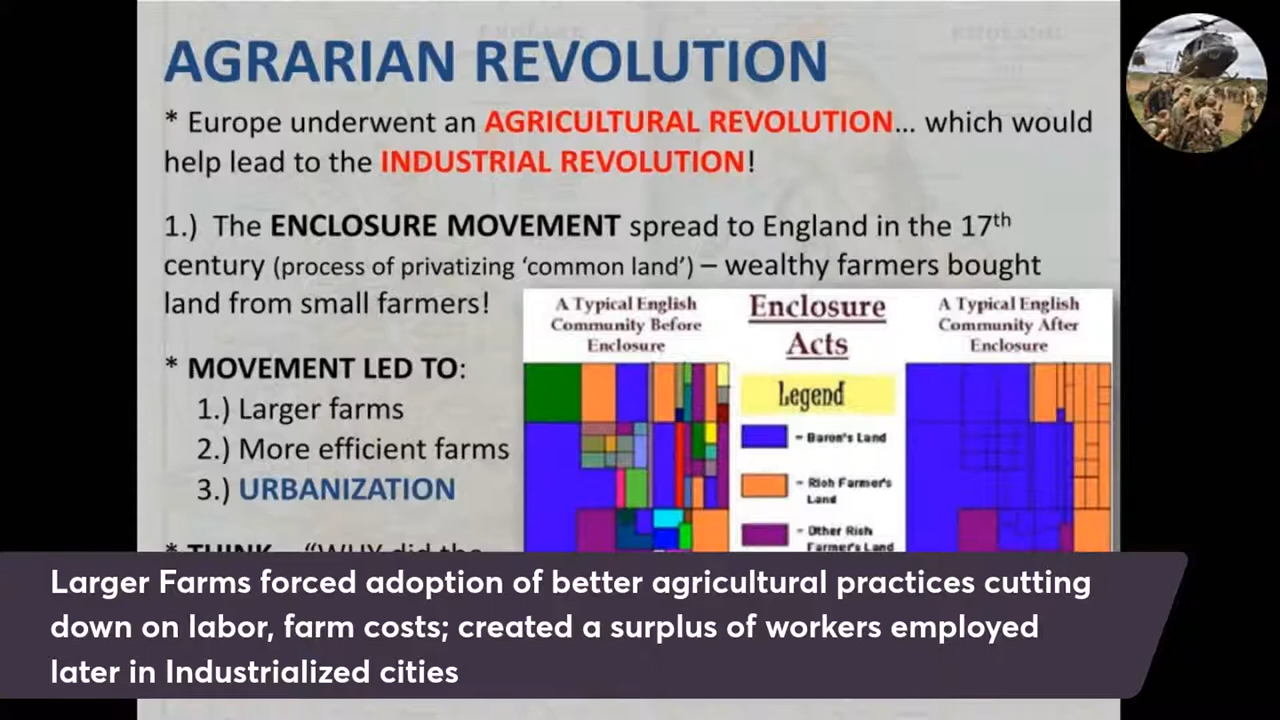 AGRARIAN REVOLUTION
* Europe underwent an AGRICULTURAL REVOLUTION... which would
help lead to the INDUSTRIAL REVOLUTION!
1.) The ENCLOSURE MOVEMENT spread to England in the 17th
century (process of privatizing ‘common land’) – wealthy farmers bought
land from small farmers!
* MOVEMENT LED TO:
1.) Larger farms
2.) More efficient farms
3.) URBANIZATION
* THINK "WHY did the
A Typical English
Community Before
Enclosure
Enclosure
Acts
Legend
- Baron's Land
- Rich Farmer's
Land
- Other Rich
Farmer's Land
A Typical English
Community After
Enclosure
Larger Farms forced adoption of better agricultural practices cutting
down on labor, farm costs; created a surplus of workers employed
later in Industrialized cities